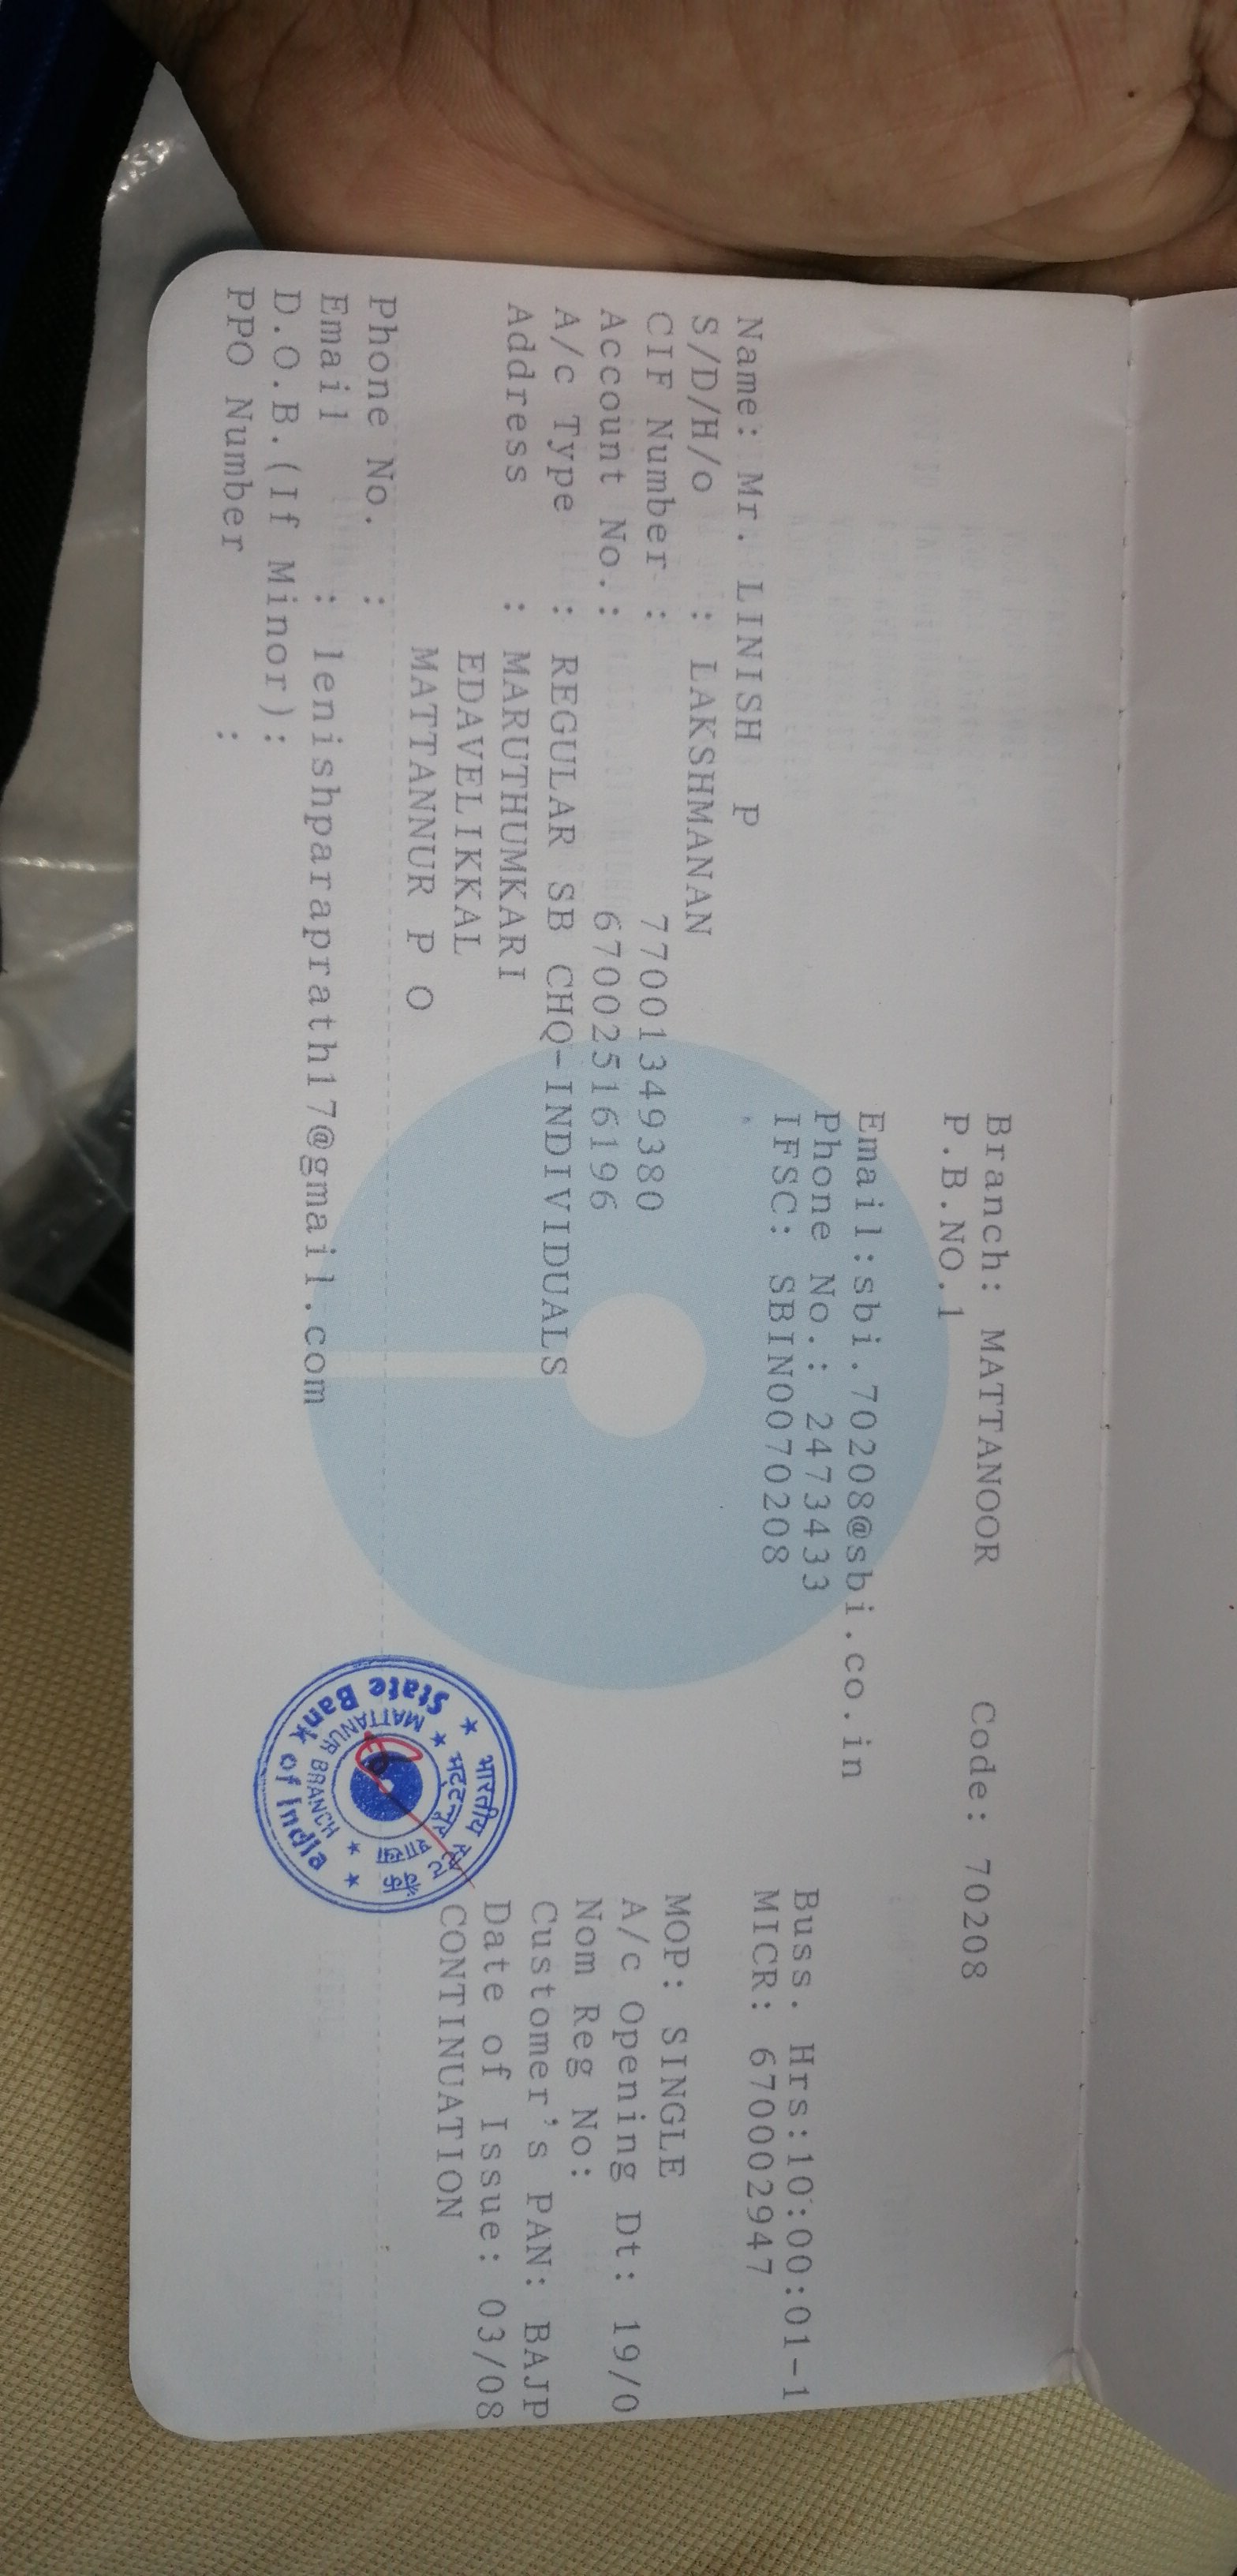 Branch: MATTANOOR Code: 70208
P.B.NO.1
Email:sbi.70208@sbi.co.in
Phone No.: 2473433 Buss. Hrs:10:00:01-1
IFSC: SBIN0070208 MICR: 670002947
Name: Mr. LINISH P
S/D/H/o : LAKSHMANAN MOP: SINGLE
CIF Number : 77001349380 A/c Opening Dt: 19/0
Account No.: 67002516196 Nom Reg No:
A/c Type : REGULAR SB CHQ-INDIVIDUALS Customer's PAN: BAJP
Address : MARUTHUMKARI Date of Issue: 03/08
EDAVELIKKAL CONTINUATION
MATTANNUR P O
Phone No. :
Email : lenishparaprath17@gmail.com
D.O.B.(If Minor):
PPO Number :
भारतीय स्टेट बैंक
मट्टन्नूर शाखा
MATTANUR BRANCH
State Bank of India